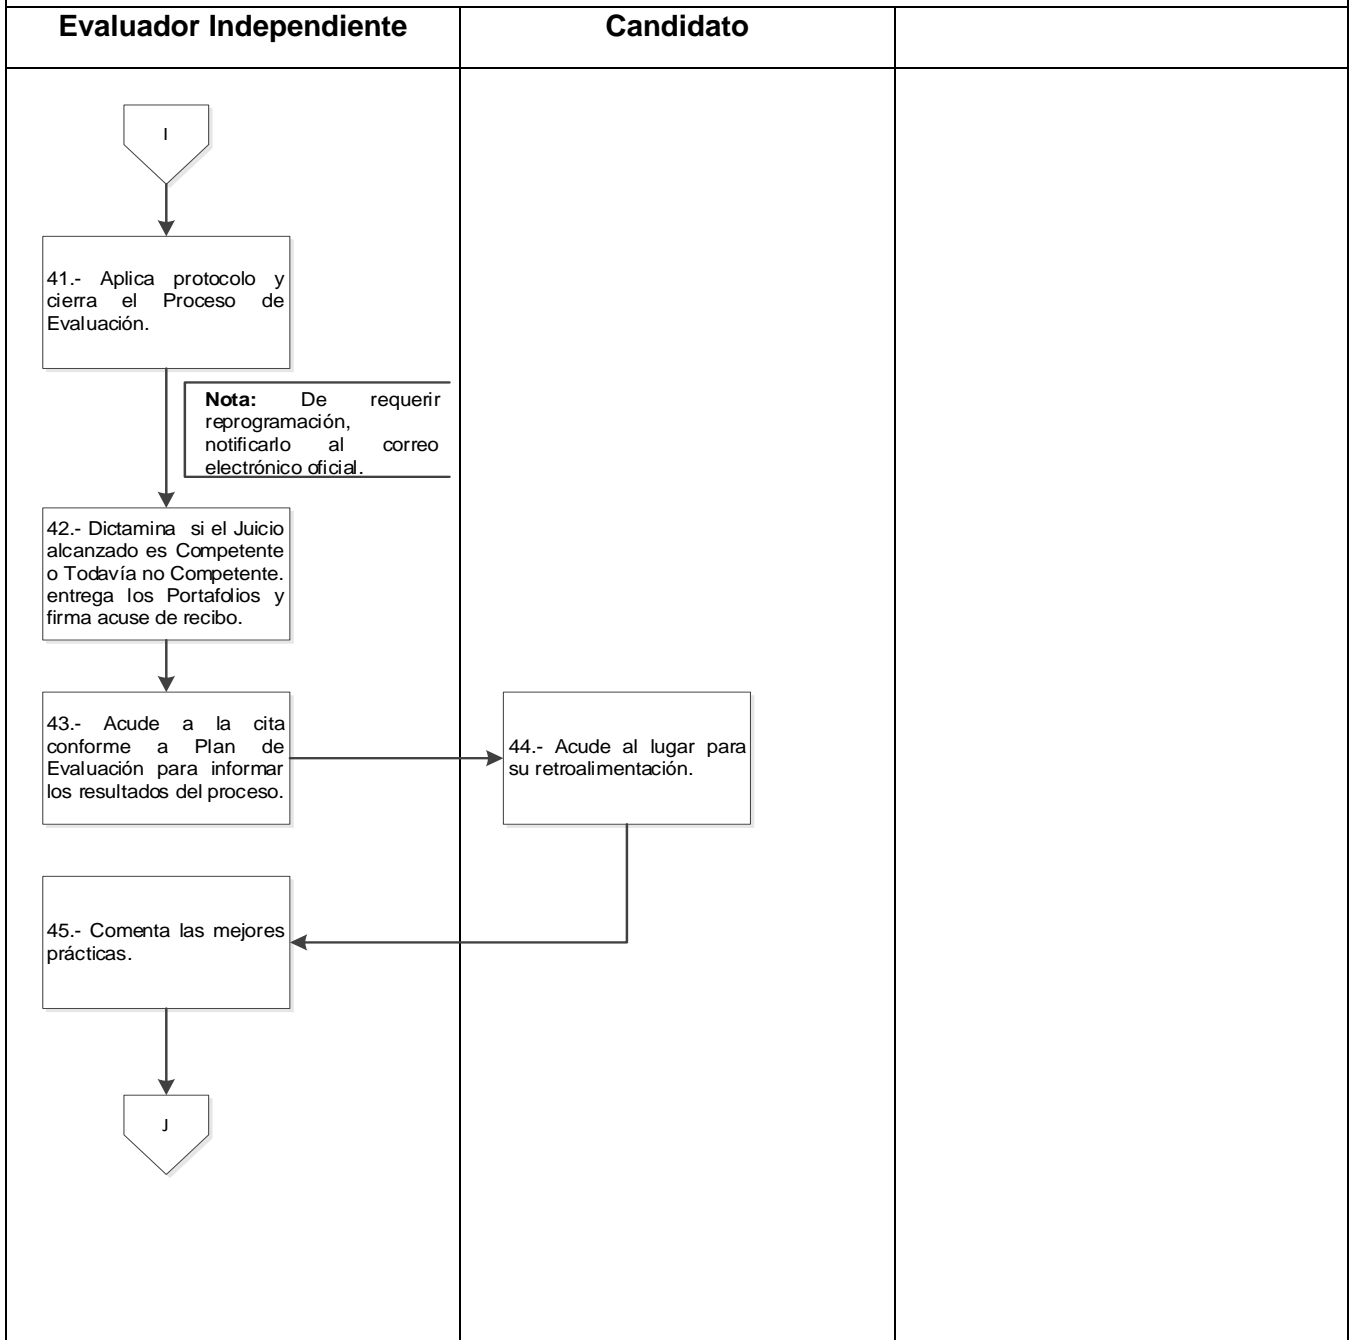 Evaluador Independiente
Candidato
I
41.- Aplica protocolo y
cierra el Proceso de
Evaluación.
Nota: De requerir
reprogramación,
notificarlo al correo
electrónico oficial.
42.- Dictamina si el Juicio
alcanzado es Competente
o Todavía no Competente.
entrega los Portafolios y
firma acuse de recibo.
43.- Acude a la cita
conforme a Plan de
Evaluación para informar
los resultados del proceso.
44.- Acude al lugar para
su retroalimentación.
45.- Comenta las mejores
prácticas.
J